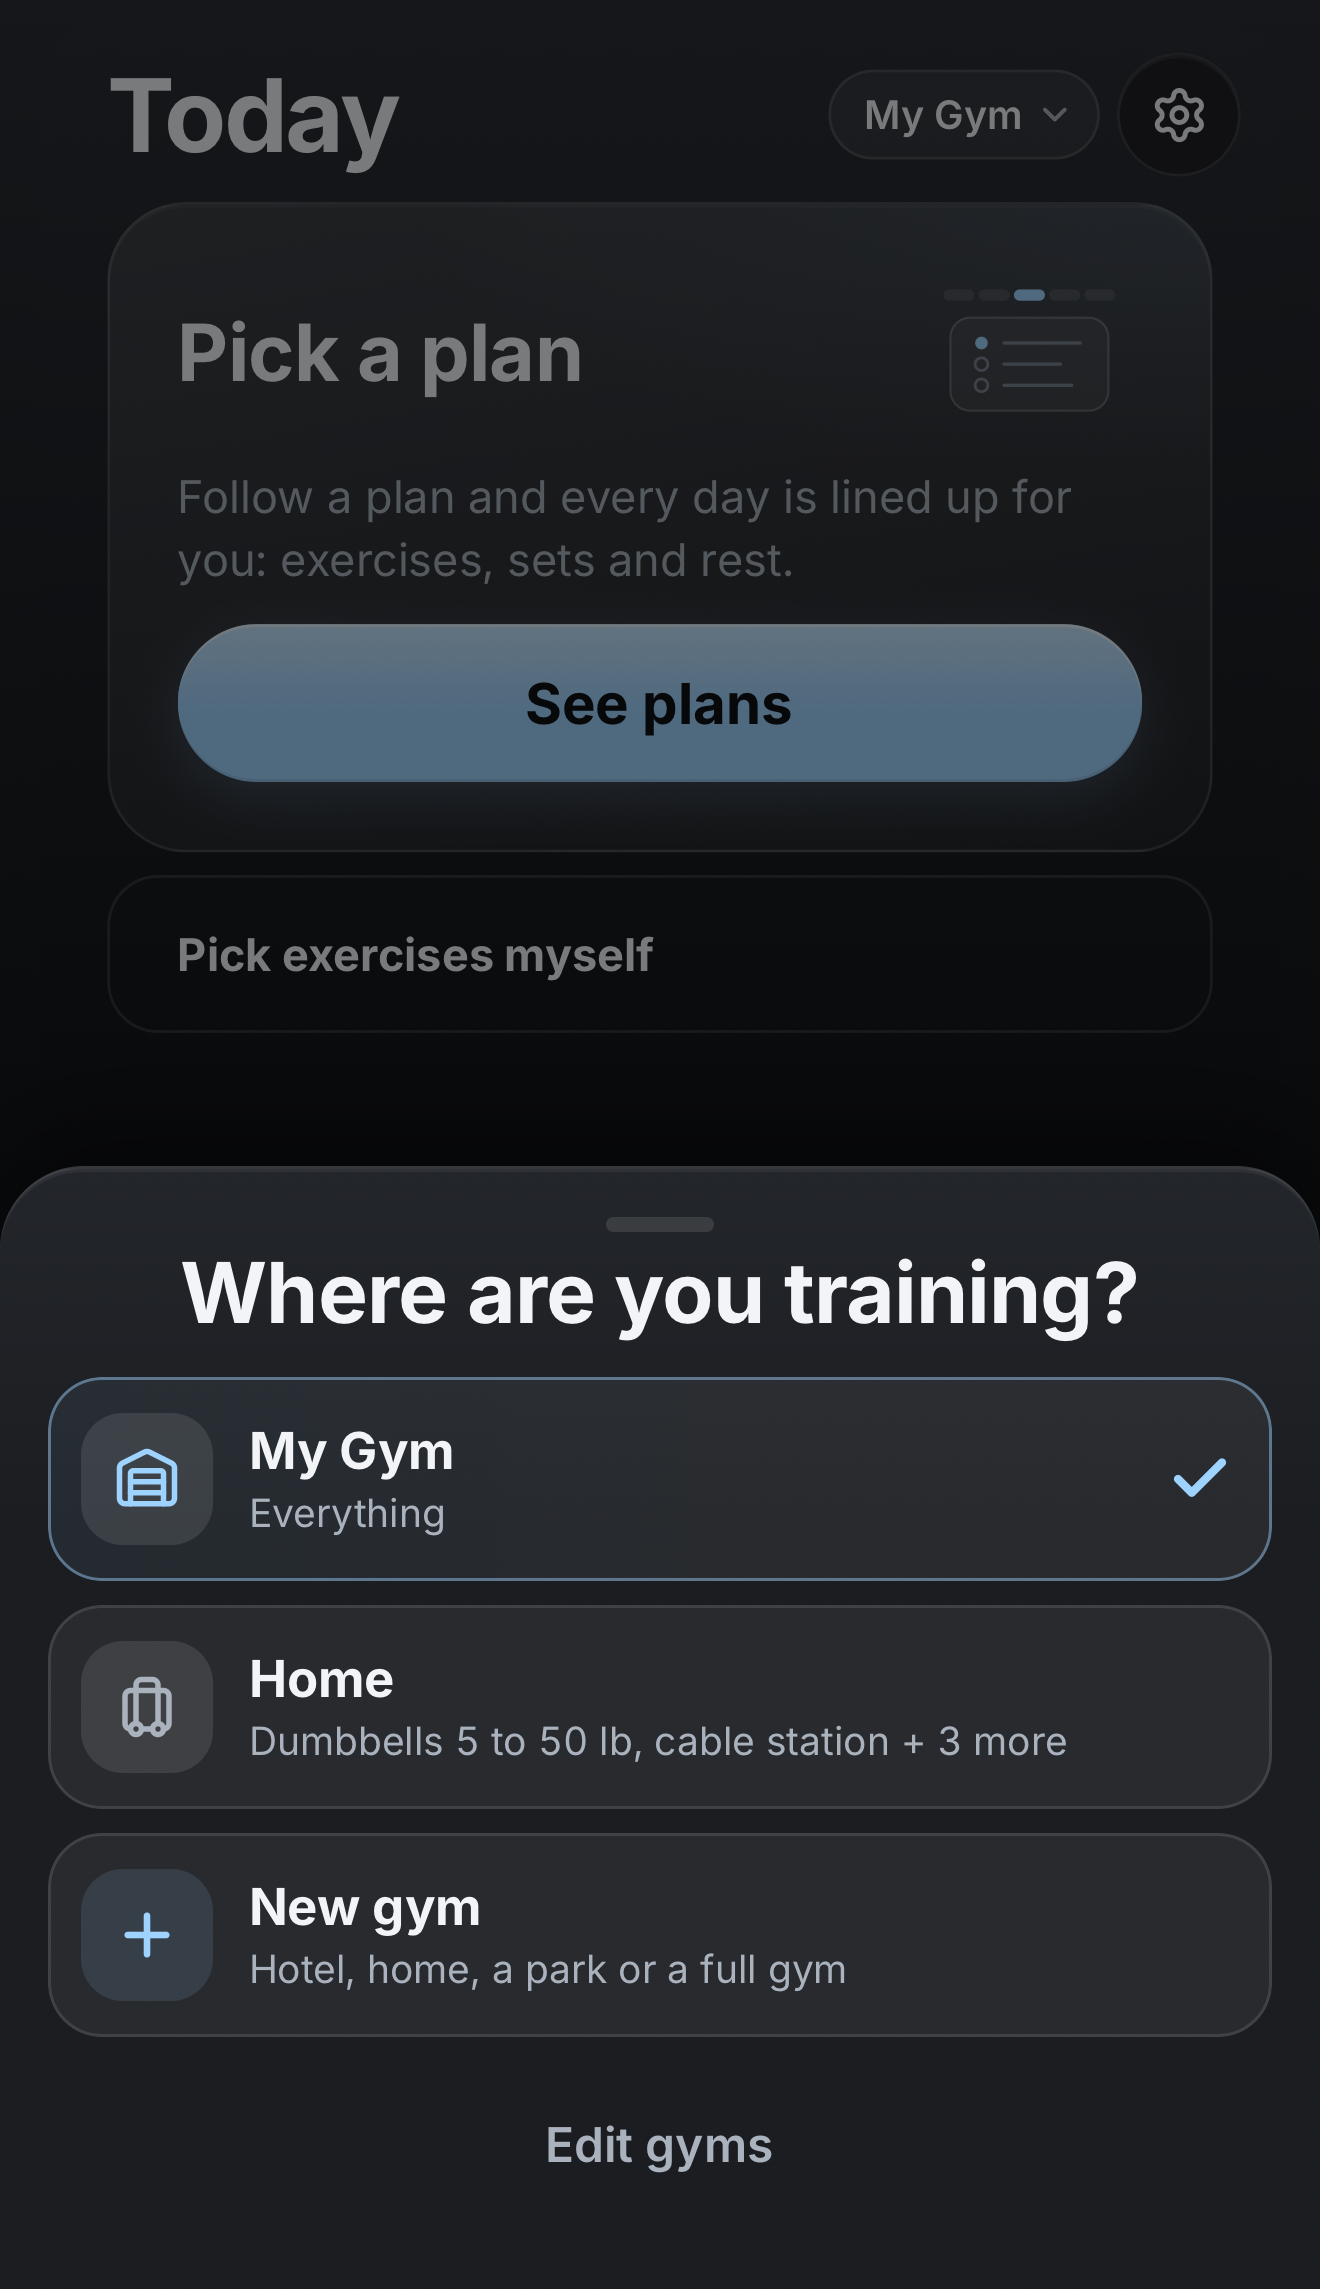 Today
My Gym
Pick a plan
Follow a plan and every day is lined up for
you: exercises, sets and rest.
See plans
Pick exercises myself
Where are you training?
My Gym
Everything
Home
Dumbbells 5 to 50 lb, cable station + 3 more
New gym
Hotel, home, a park or a full gym
Edit gyms